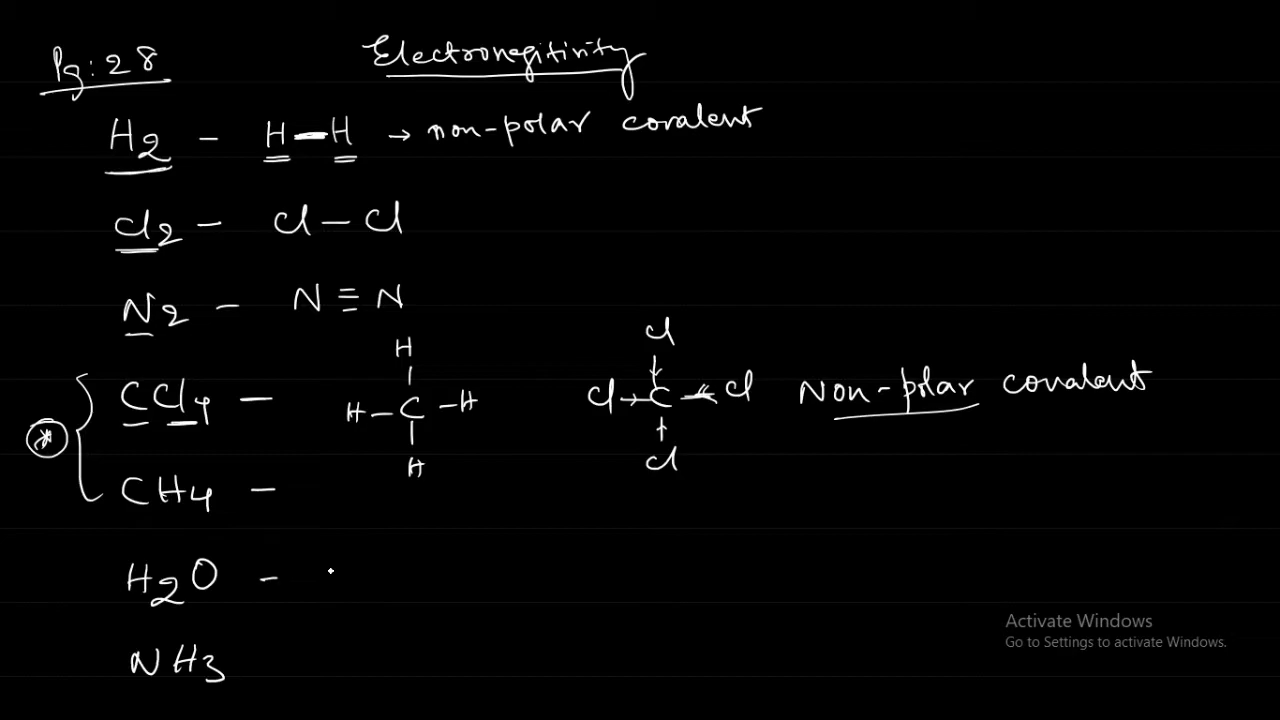 Pg: 28 Electronegitivity
H2 - H-H → non-polar covalent
Cl2 - Cl - Cl
N2 - N ≡ N
H
Cl
CCl4 - H - C - H Cl → C ← Cl Non-polar covalent
H
Cl
*
CH4 -
H2O -
NH3
Activate Windows
Go to Settings to activate Windows.